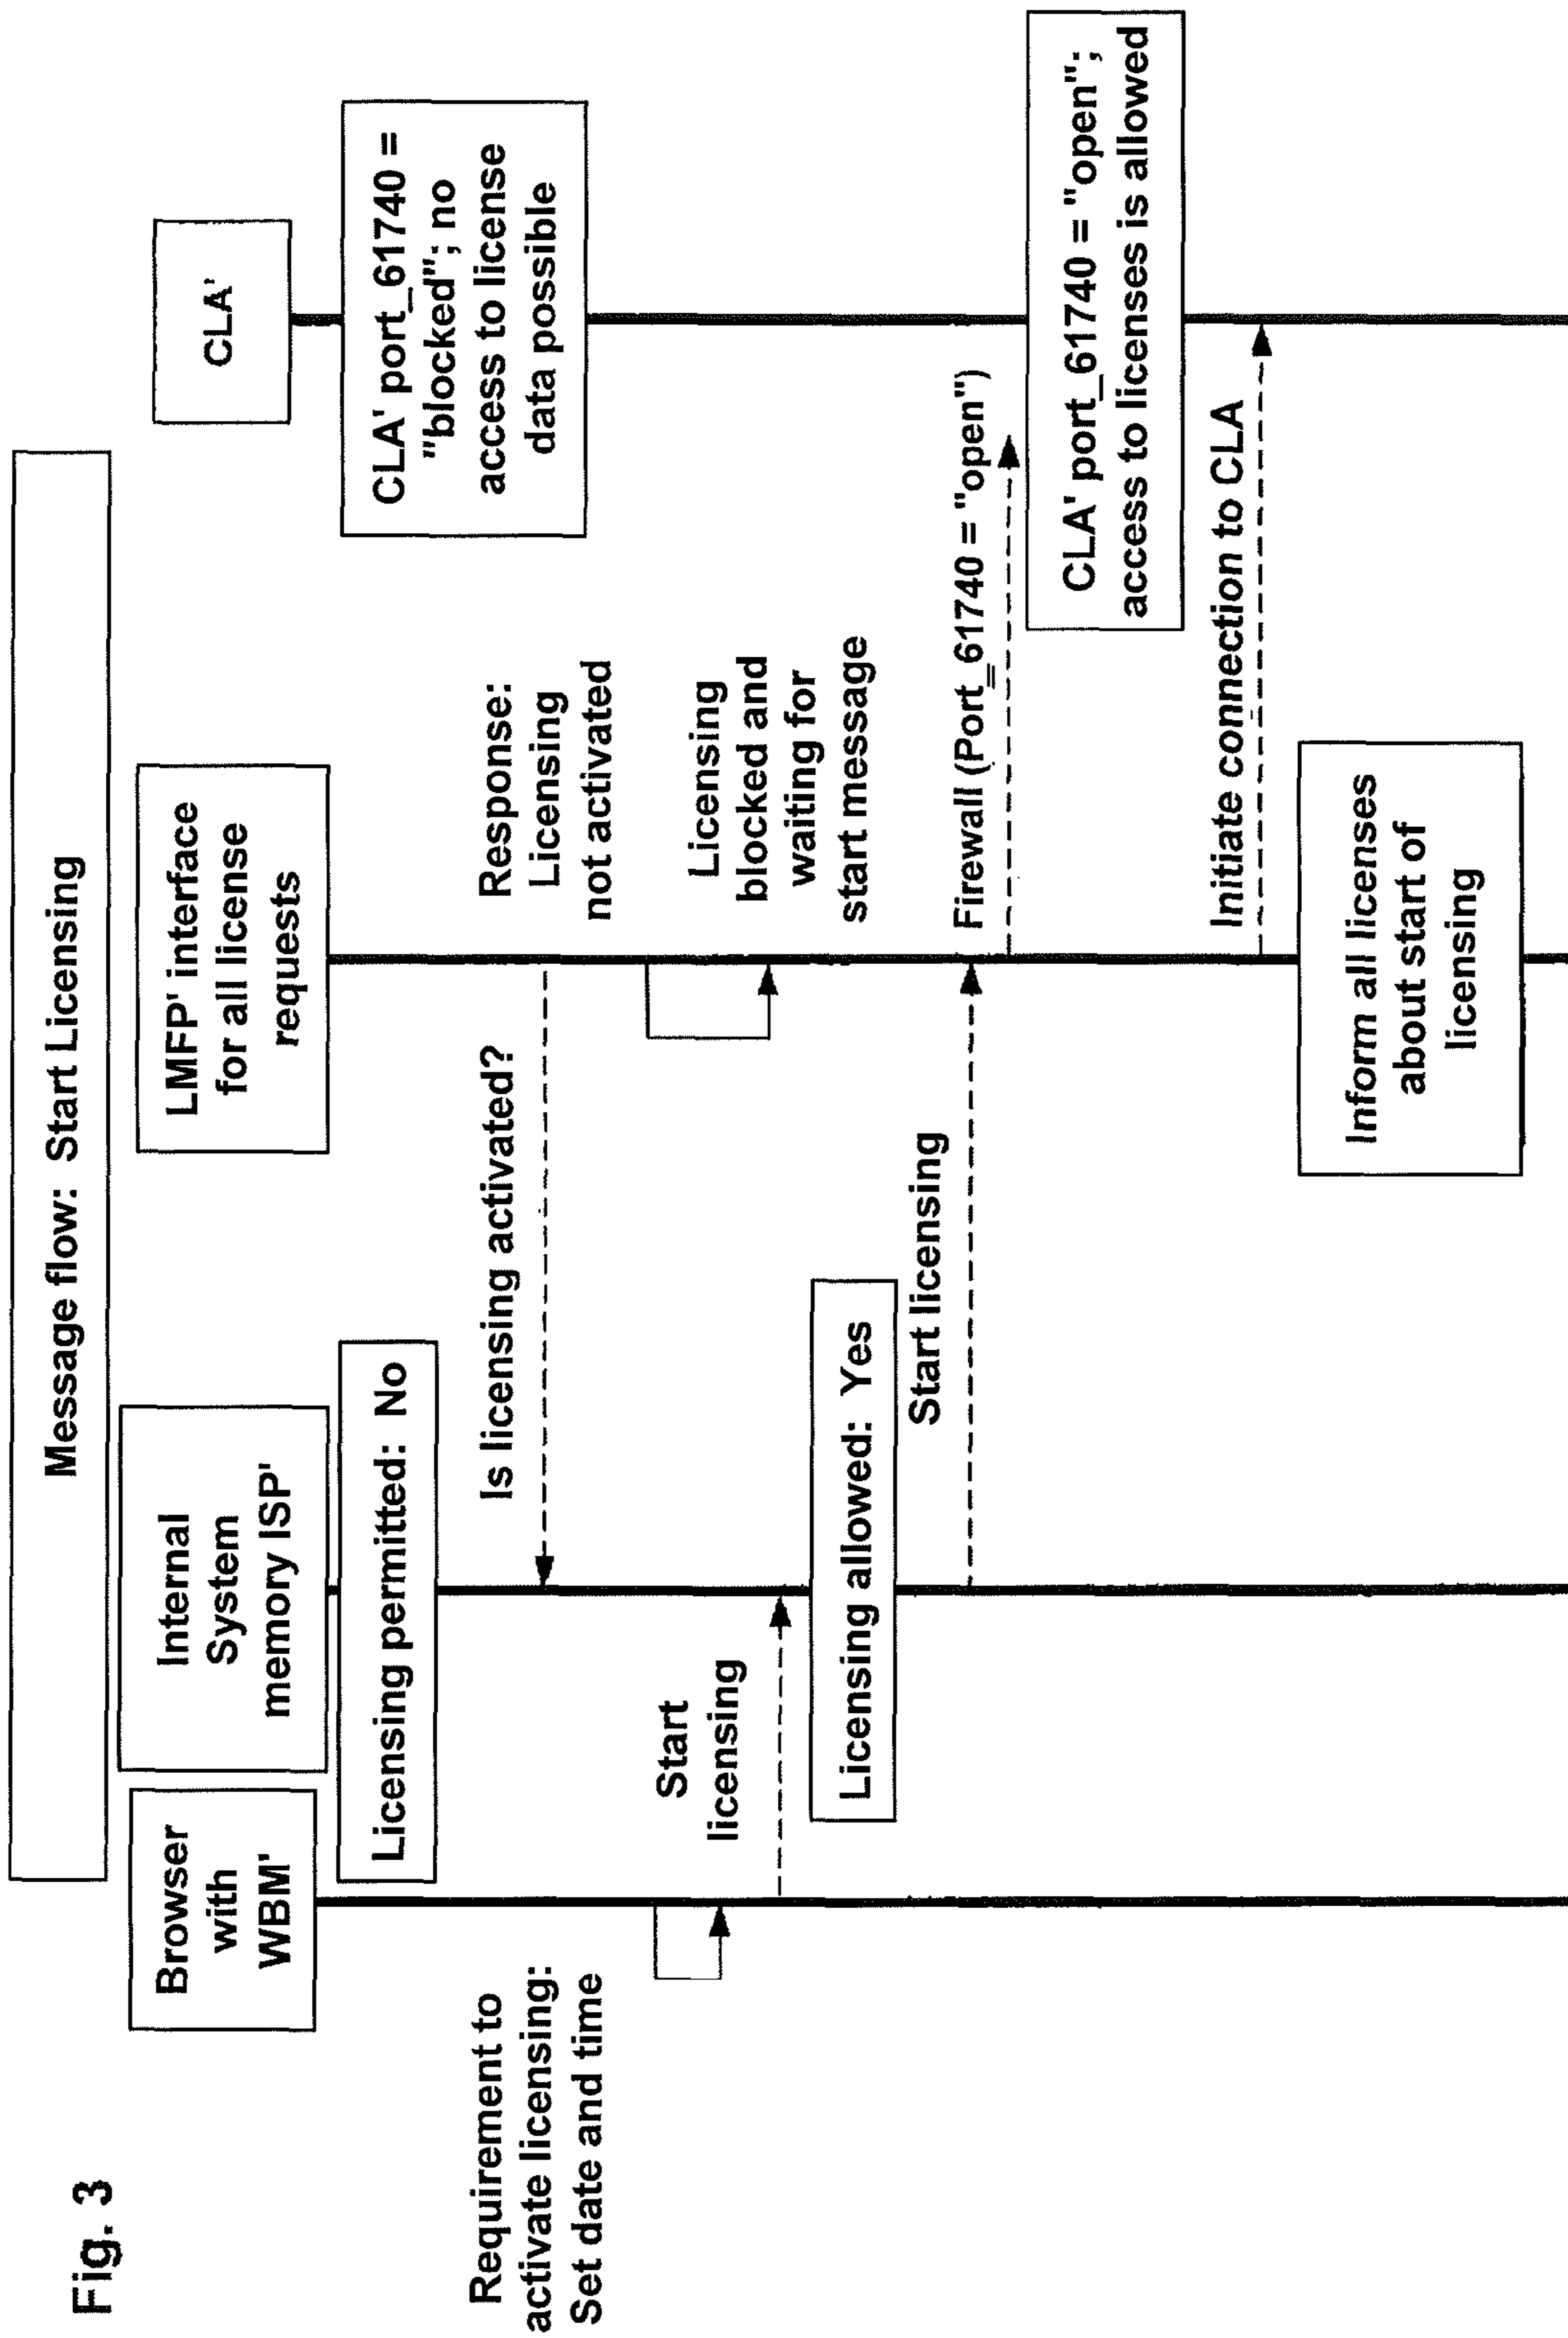 Fig. 3
Message flow: Start Licensing
Browser
with
WBM'
Internal
System
memory ISP'
LMFP' interface
for all license
requests
CLA'
Licensing permitted: No
CLA' port_61740 =
"blocked"; no
access to license
data possible
Requirement to
activate licensing:
Set date and time
Is licensing activated?
Response:
Licensing
not activated
Start
licensing
Licensing
blocked and
waiting for
start message
Licensing allowed: Yes
Start licensing
Firewall (Port_61740 = "open")
CLA' port_61740 = "open";
access to licenses is allowed
Initiate connection to CLA
Inform all licenses
about start of
licensing